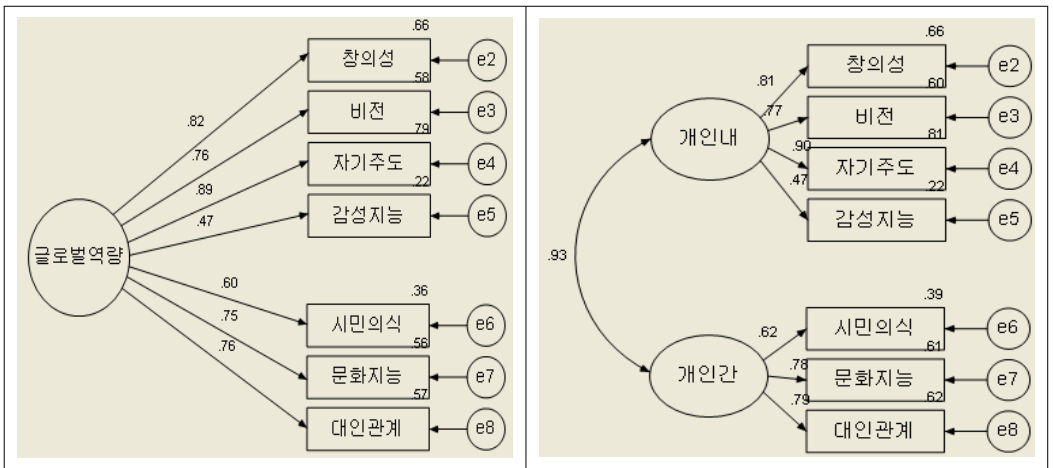 .66
창의성
e2
.58
.82
비전
e3
.79
.76
자기주도
e4
.89
.22
.47
감성지능
e5
글로벌역량
.60
.36
시민의식
e6
.75
.56
.76
문화지능
e7
.57
대인관계
e8
.66
창의성
e2
.81
.60
.77
비전
e3
개인내
.81
.90
자기주도
e4
.47
.22
감성지능
e5
.93
.39
시민의식
e6
.62
.61
개인간
.78
문화지능
e7
.79
.62
대인관계
e8